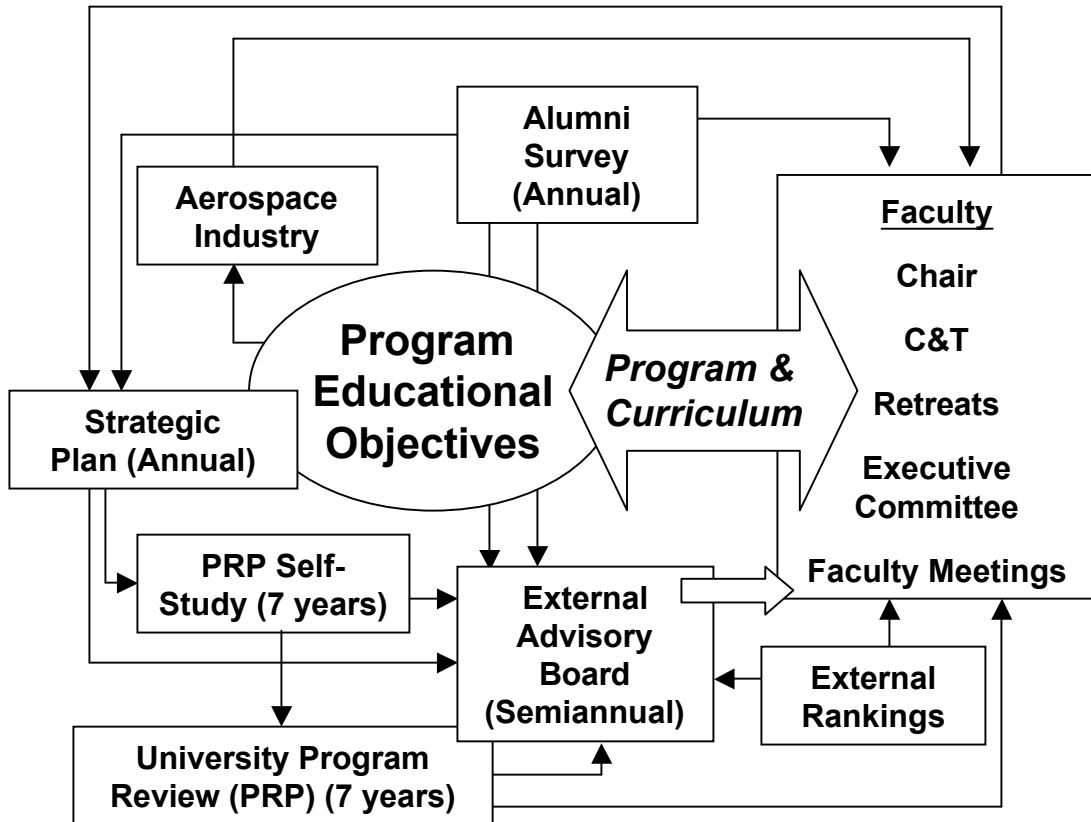 Alumni
Survey
(Annual)
Aerospace
Industry
Faculty
Chair
C&T
Retreats
Executive
Committee
Faculty Meetings
Program
Educational
Objectives
Program &
Curriculum
Strategic
Plan (Annual)
PRP Self-
Study (7 years)
External
Advisory
Board
(Semiannual)
External
Rankings
University Program
Review (PRP) (7 years)